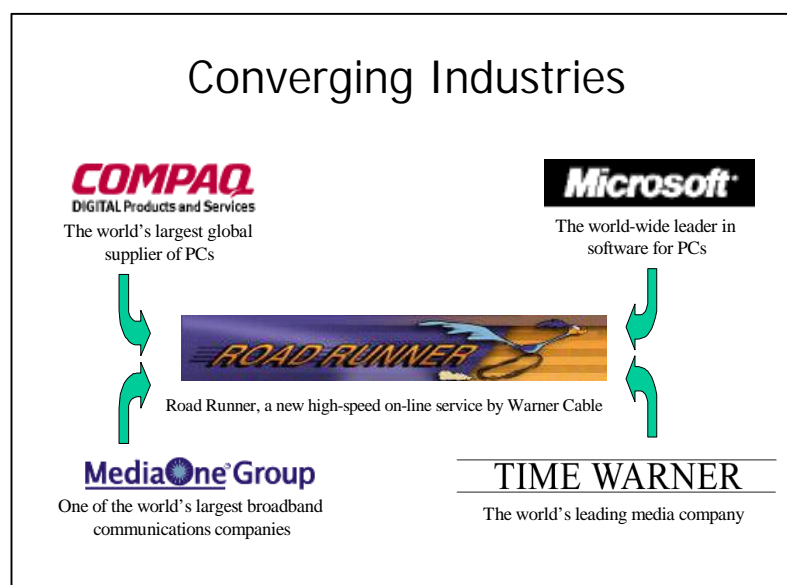 Converging Industries
COMPAQ
DIGITAL Products and Services
The world's largest global
supplier of PCs
Microsoft
The world-wide leader in
software for PCs
ROAD RUNNER
Road Runner, a new high-speed on-line service by Warner Cable
MediaOne Group
One of the world's largest broadband
communications companies
TIME WARNER
The world's leading media company